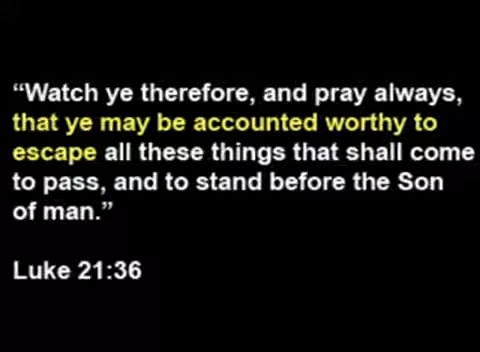 “Watch ye therefore, and pray always,
that ye may be accounted worthy to
escape all these things that shall come
to pass, and to stand before the Son
of man.”
Luke 21:36